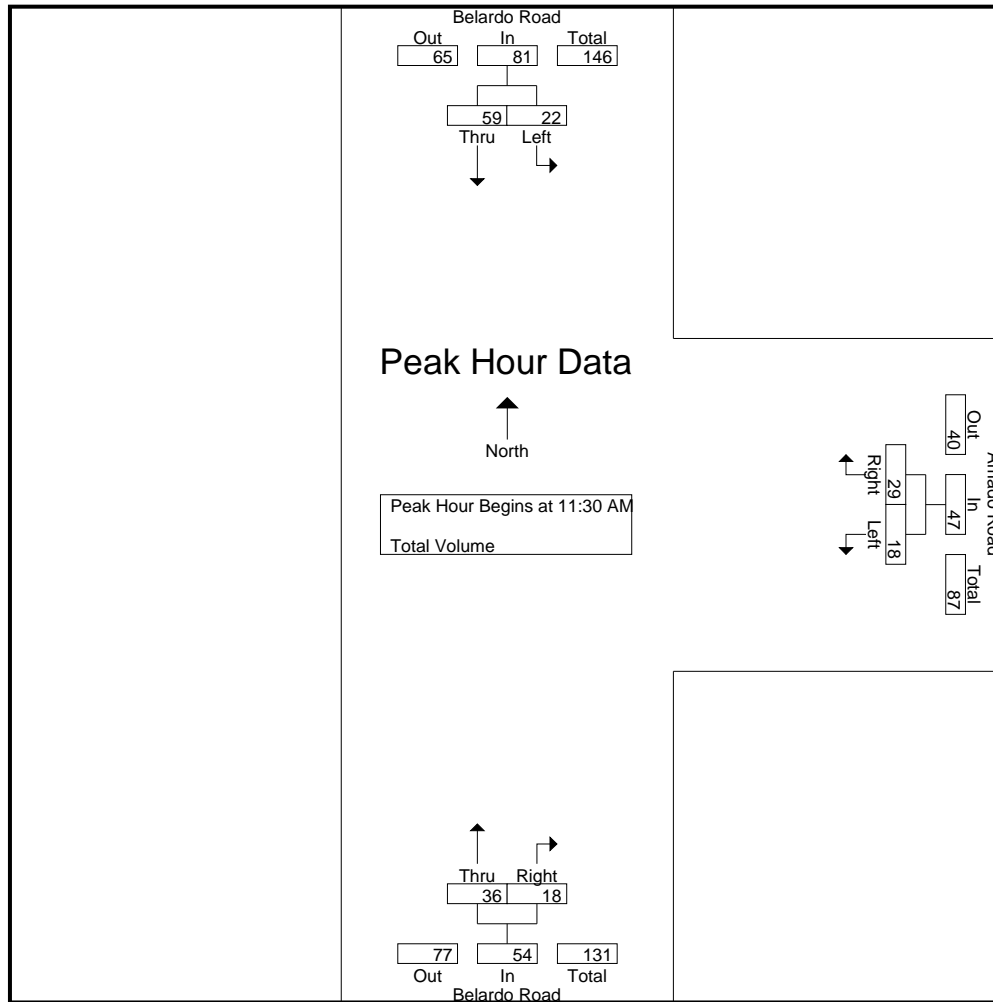 Belardo Road
Out In Total
65 81 146
59 22
Thru Left
Peak Hour Data
North
Peak Hour Begins at 11:30 AM
Total Volume
Road
Out In Total
40 47 87
29 18
Right Left
Thru Right
36 18
77 54 131
Out In Total
Belardo Road